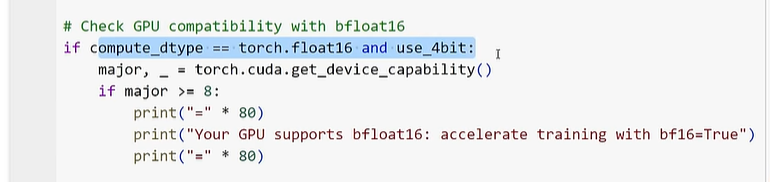 # Check GPU compatibility with bfloat16
if compute_dtype == torch.float16 and use_4bit:
    major, _ = torch.cuda.get_device_capability()
    if major >= 8:
        print("=" * 80)
        print("Your GPU supports bfloat16: accelerate training with bf16=True")
        print("=" * 80)